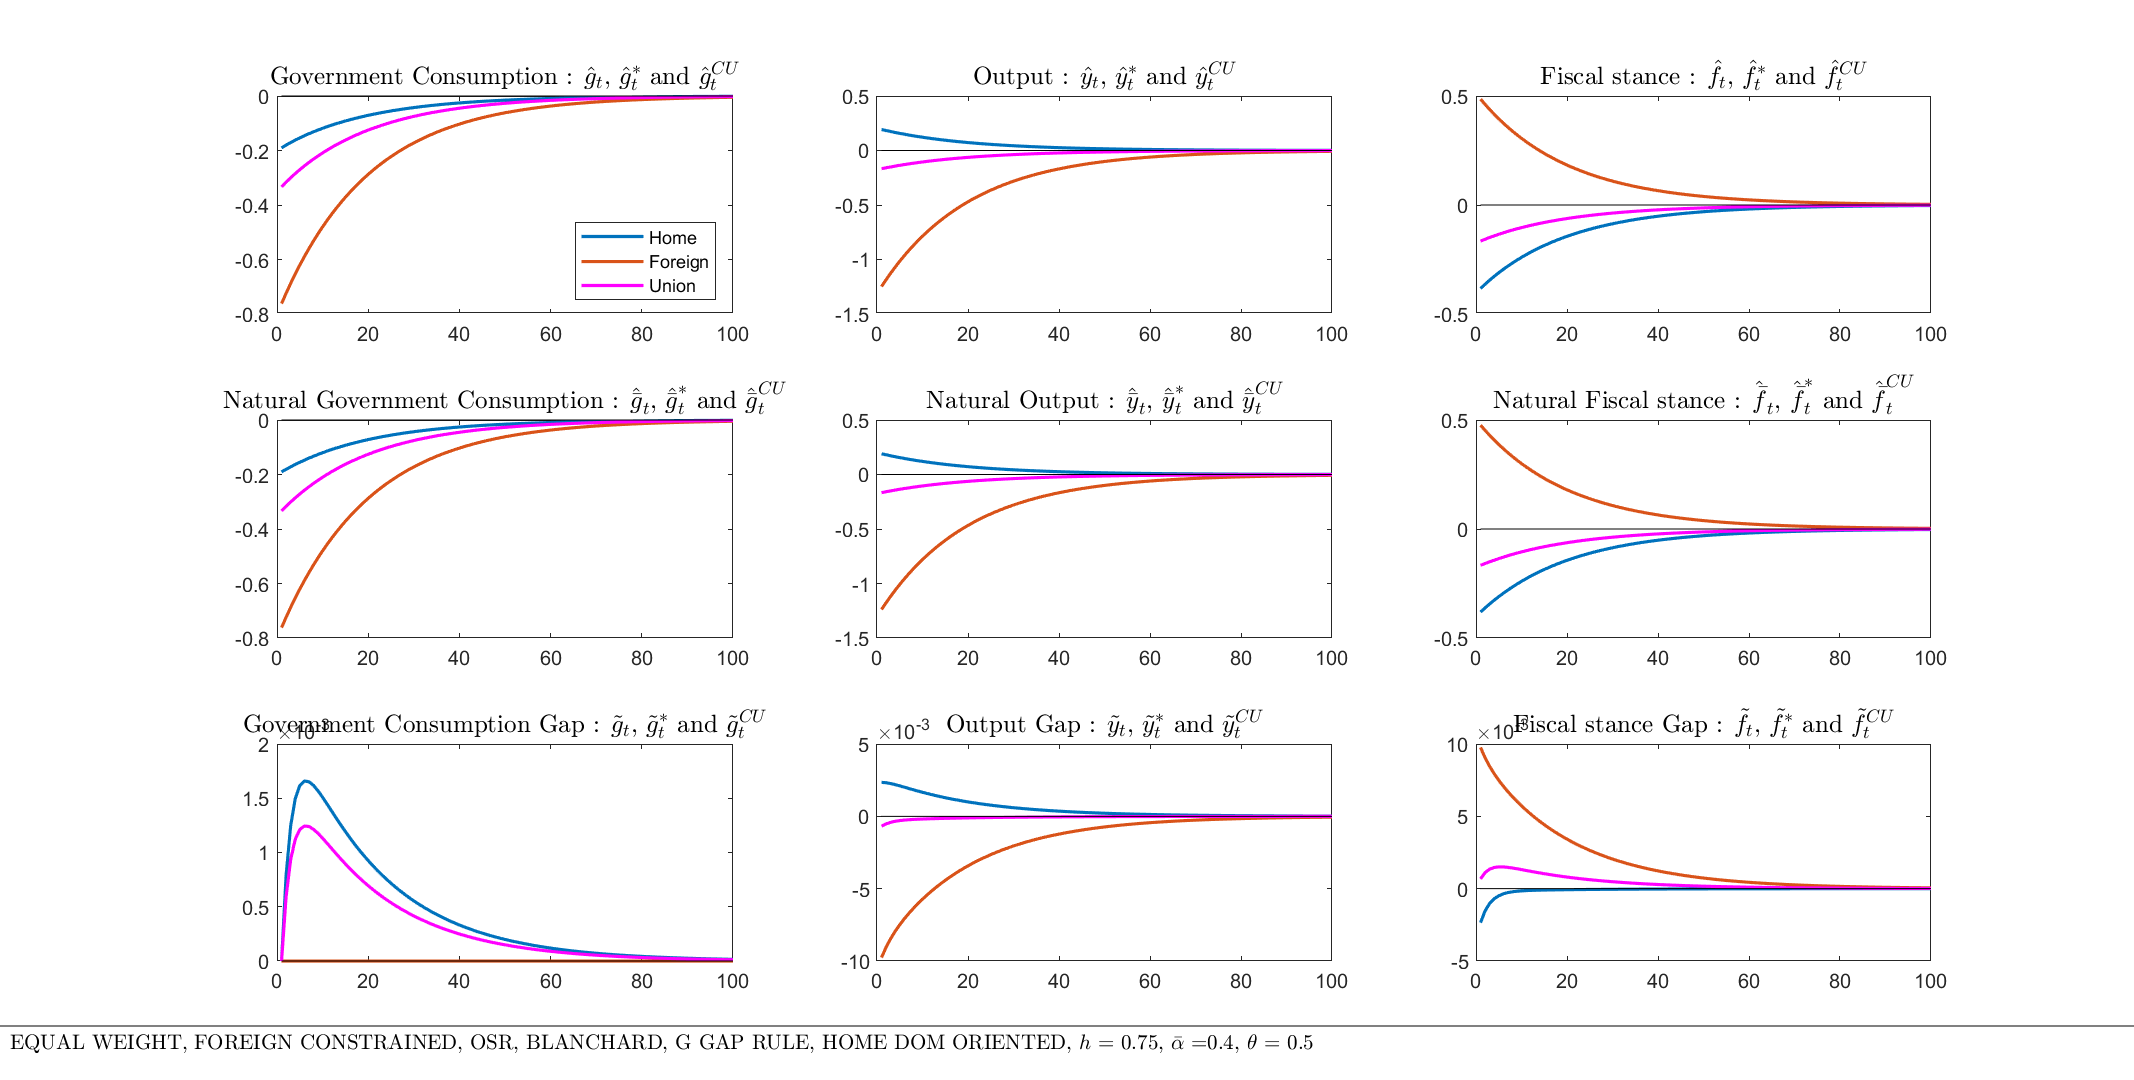 Government Consumption : ĝₜ, ĝₜ* and ĝₜᶜᵁ
0
-0.2
-0.4
-0.6
-0.8
0 20 40 60 80 100
Home
Foreign
Union
Output : ŷₜ, ŷₜ* and ŷₜᶜᵁ
0.5
0
-0.5
-1
-1.5
0 20 40 60 80 100
Fiscal stance : f̂ₜ, f̂ₜ* and f̂ₜᶜᵁ
0.5
0
-0.5
0 20 40 60 80 100
Natural Government Consumption : ḡ̂ₜ, ḡ̂ₜ* and ḡ̂ₜᶜᵁ
0
-0.2
-0.4
-0.6
-0.8
0 20 40 60 80 100
Natural Output : ȳ̂ₜ, ȳ̂ₜ* and ȳ̂ₜᶜᵁ
0.5
0
-0.5
-1
-1.5
0 20 40 60 80 100
Natural Fiscal stance : f̄̂ₜ, f̄̂ₜ* and f̄̂ₜᶜᵁ
0.5
0
-0.5
0 20 40 60 80 100
Government Consumption Gap : g̃ₜ, g̃ₜ* and g̃ₜᶜᵁ
×10⁻³
2
1.5
1
0.5
0
0 20 40 60 80 100
Output Gap : ỹₜ, ỹₜ* and ỹₜᶜᵁ
×10⁻³
5
0
-5
-10
0 20 40 60 80 100
Fiscal stance Gap : f̃ₜ, f̃ₜ* and f̃ₜᶜᵁ
×10⁻³
10
5
0
-5
0 20 40 60 80 100
EQUAL WEIGHT, FOREIGN CONSTRAINED, OSR, BLANCHARD, G GAP RULE, HOME DOM ORIENTED, h = 0.75, ᾱ =0.4, θ = 0.5